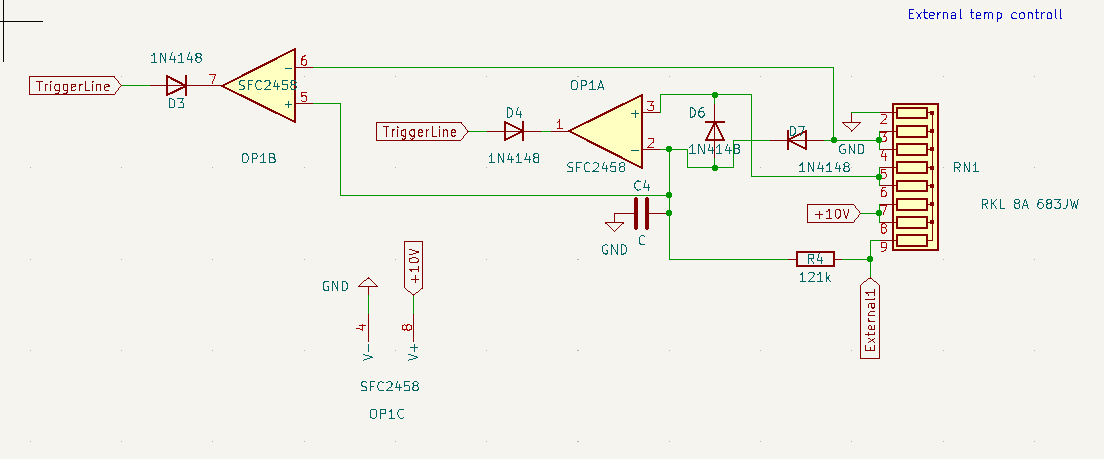 External temp controll
1N4148
TriggerLine
D3
7
SFC2458
6
5
OP1B
OP1A
TriggerLine
D4
1N4148
1
3
2
SFC2458
D6
1N4148
D7
1N4148
GND
2
3
4
5
6
7
8
9
RN1
RKL 8A 683JW
+10V
C4
C
GND
R4
121k
External1
GND
+10V
4
8
V-
V+
SFC2458
OP1C